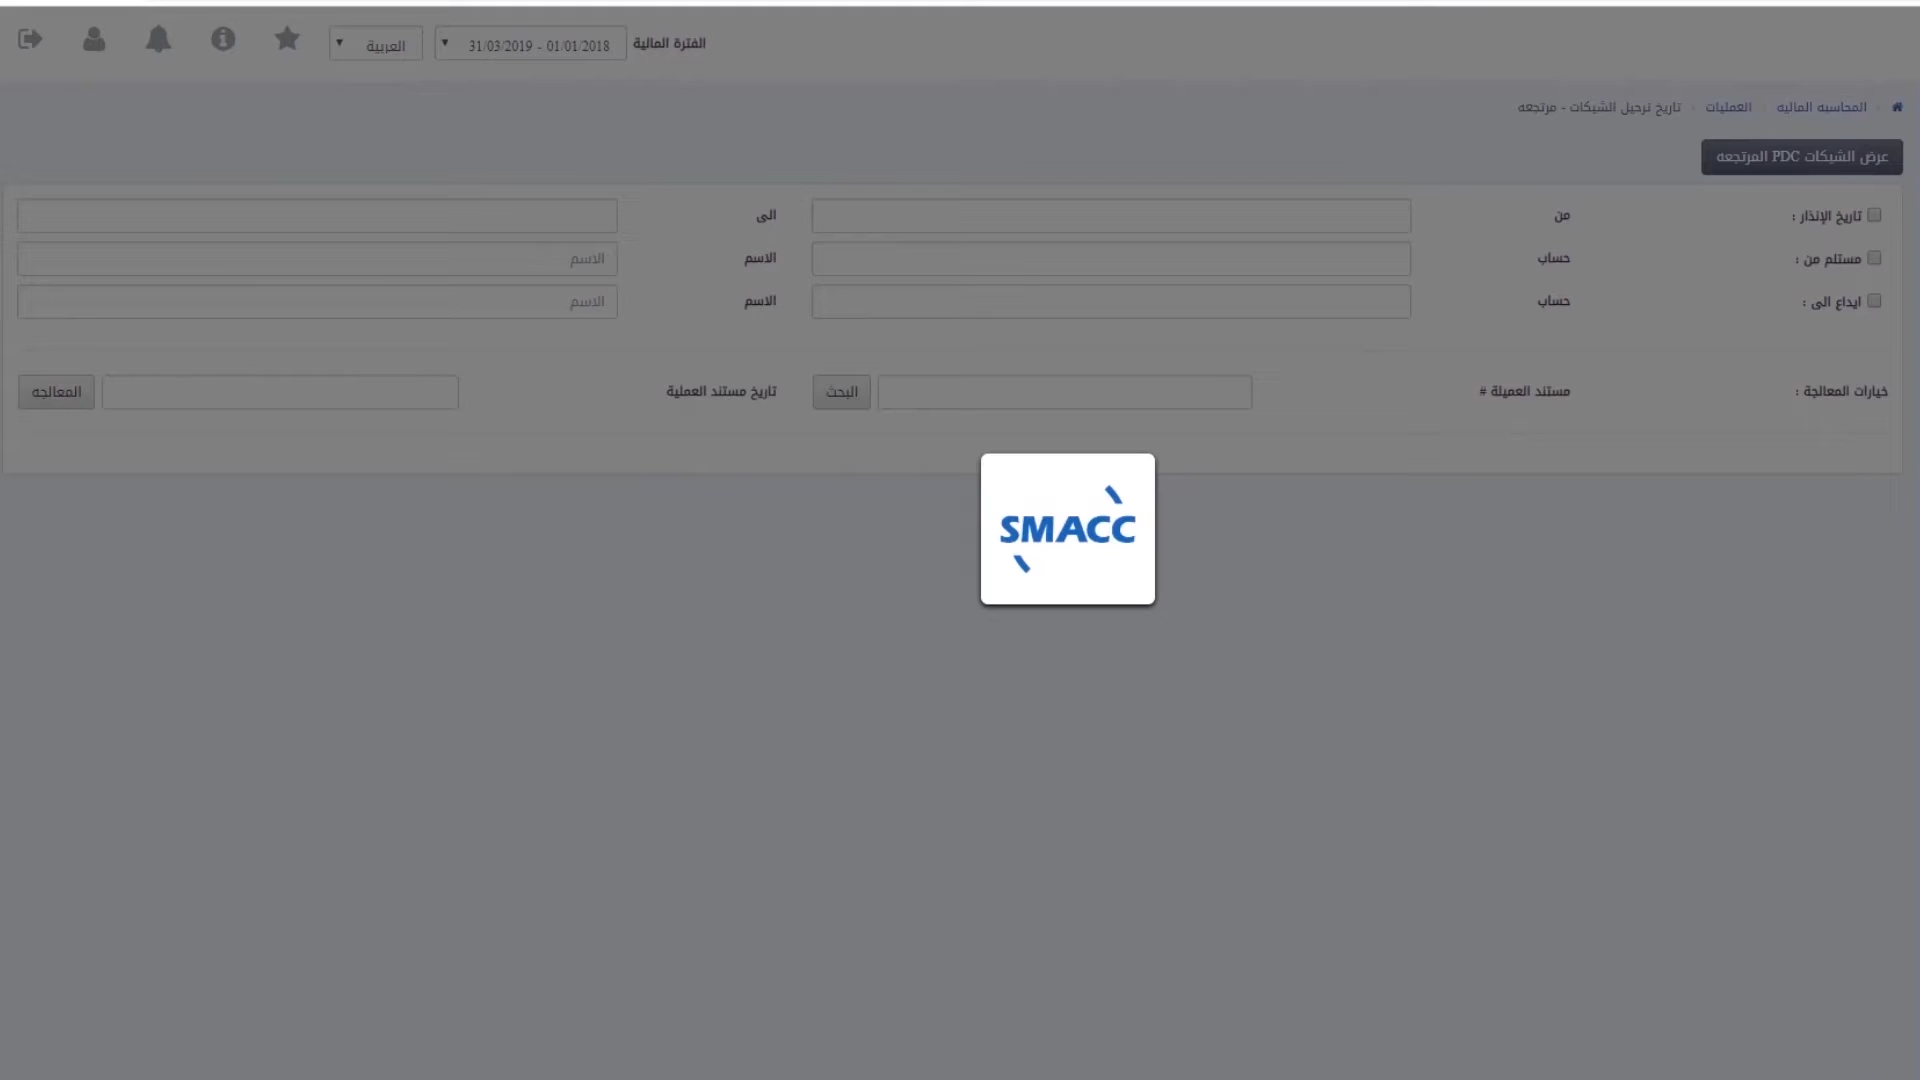 الفترة المالية 01/01/2018 - 31/03/2019 العربية
المحاسبه الماليه العمليات تاريخ ترحيل الشيكات - مرتجعه
عرض الشيكات PDC المرتجعه
تاريخ الإنذار : من الى
مستلم من : حساب الاسم الاسم
ايداع الى : حساب الاسم الاسم
خيارات المعالجة : مستند العميلة # البحث تاريخ مستند العملية المعالجه
SMACC